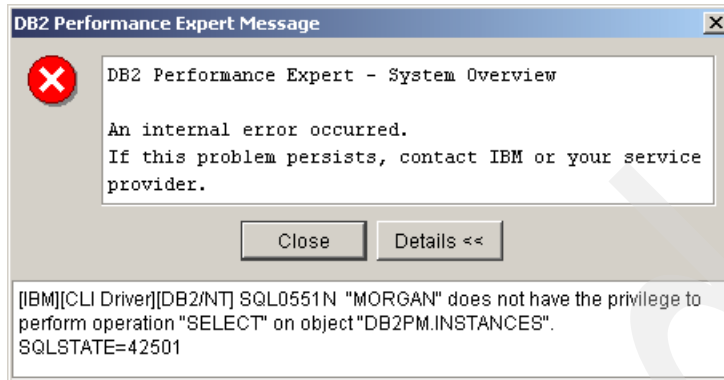 DB2 Performance Expert Message
DB2 Performance Expert - System Overview
An internal error occurred.
If this problem persists, contact IBM or your service
provider.
Close
Details <<
[IBM][CLI Driver][DB2/NT] SQL0551N "MORGAN" does not have the privilege to
perform operation "SELECT" on object "DB2PM.INSTANCES".
SQLSTATE=42501